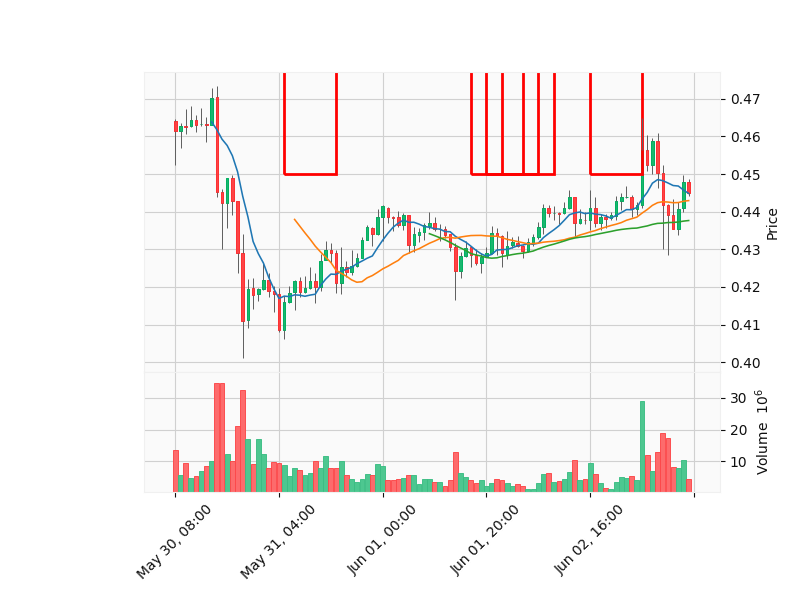 0.47
0.46
0.45
0.44
0.43
0.42
0.41
0.40
Price
30
20
10
Volume 10^6
May 30, 08:00
May 31, 04:00
Jun 01, 00:00
Jun 01, 20:00
Jun 02, 16:00